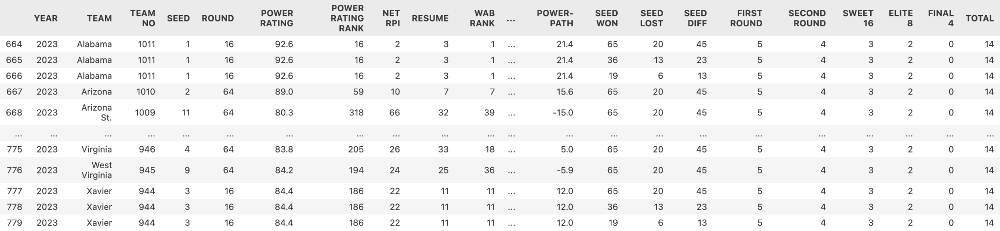 YEAR TEAM TEAM NO SEED ROUND POWER RATING POWER RATING RANK NET RPI RESUME WAB RANK ... POWER-PATH SEED WON SEED LOST SEED DIFF FIRST ROUND SECOND ROUND SWEET 16 ELITE 8 FINAL 4 TOTAL
664 2023 Alabama 1011 1 16 92.6 16 2 3 1 ... 21.4 65 20 45 5 4 3 2 0 14
665 2023 Alabama 1011 1 16 92.6 16 2 3 1 ... 21.4 36 13 23 5 4 3 2 0 14
666 2023 Alabama 1011 1 16 92.6 16 2 3 1 ... 21.4 19 6 13 5 4 3 2 0 14
667 2023 Arizona 1010 2 64 89.0 59 10 7 7 ... 15.6 65 20 45 5 4 3 2 0 14
668 2023 Arizona St. 1009 11 64 80.3 318 66 32 39 ... -15.0 65 20 45 5 4 3 2 0 14
... ... ... ... ... ... ... ... ... ... ... ... ... ... ... ... ... ... ... ... ... ...
775 2023 Virginia 946 4 64 83.8 205 26 33 18 ... 5.0 65 20 45 5 4 3 2 0 14
776 2023 West Virginia 945 9 64 84.2 194 24 25 36 ... -5.9 65 20 45 5 4 3 2 0 14
777 2023 Xavier 944 3 16 84.4 186 22 11 11 ... 12.0 65 20 45 5 4 3 2 0 14
778 2023 Xavier 944 3 16 84.4 186 22 11 11 ... 12.0 36 13 23 5 4 3 2 0 14
779 2023 Xavier 944 3 16 84.4 186 22 11 11 ... 12.0 19 6 13 5 4 3 2 0 14